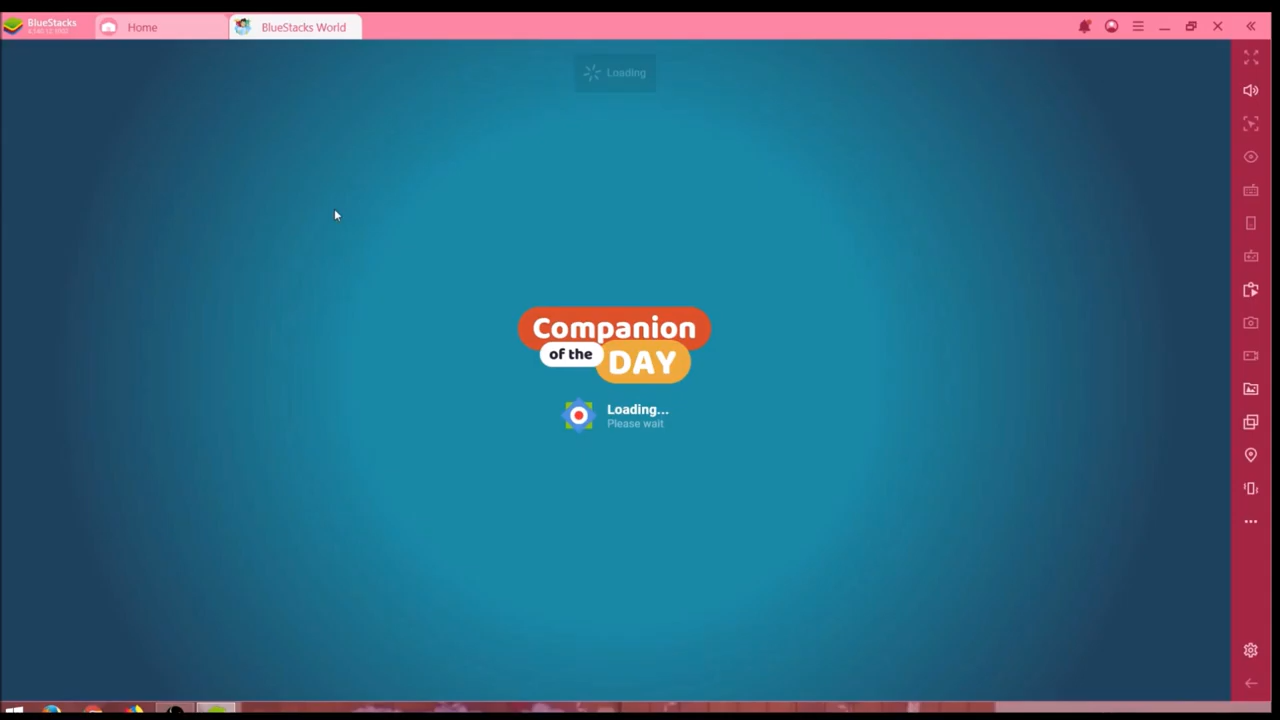 BlueStacks
Home
BlueStacks World
Loading
Companion
of the
DAY
Loading...
Please wait